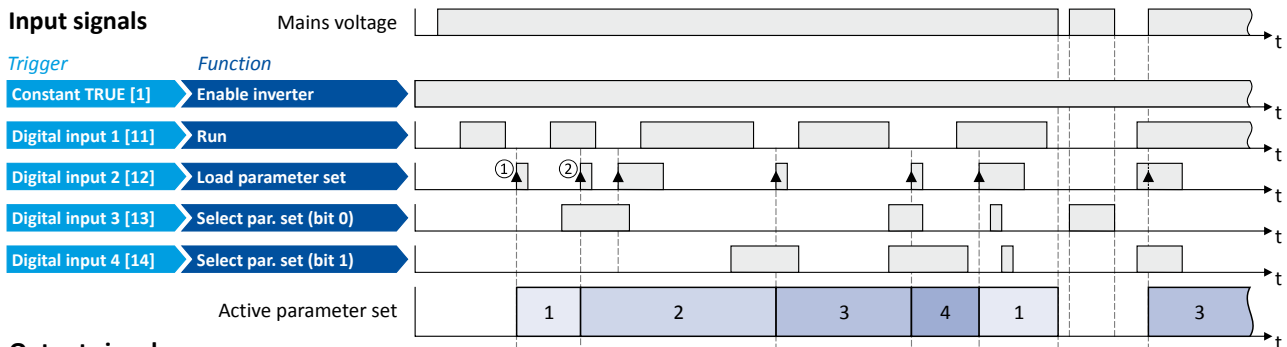 Input signals Mains voltage t
Trigger Function
Constant TRUE [1] Enable inverter t
Digital input 1 [11] Run t
Digital input 2 [12] Load parameter set ① ② t
Digital input 3 [13] Select par. set (bit 0) t
Digital input 4 [14] Select par. set (bit 1) t
Active parameter set 1 2 3 4 1 3 t